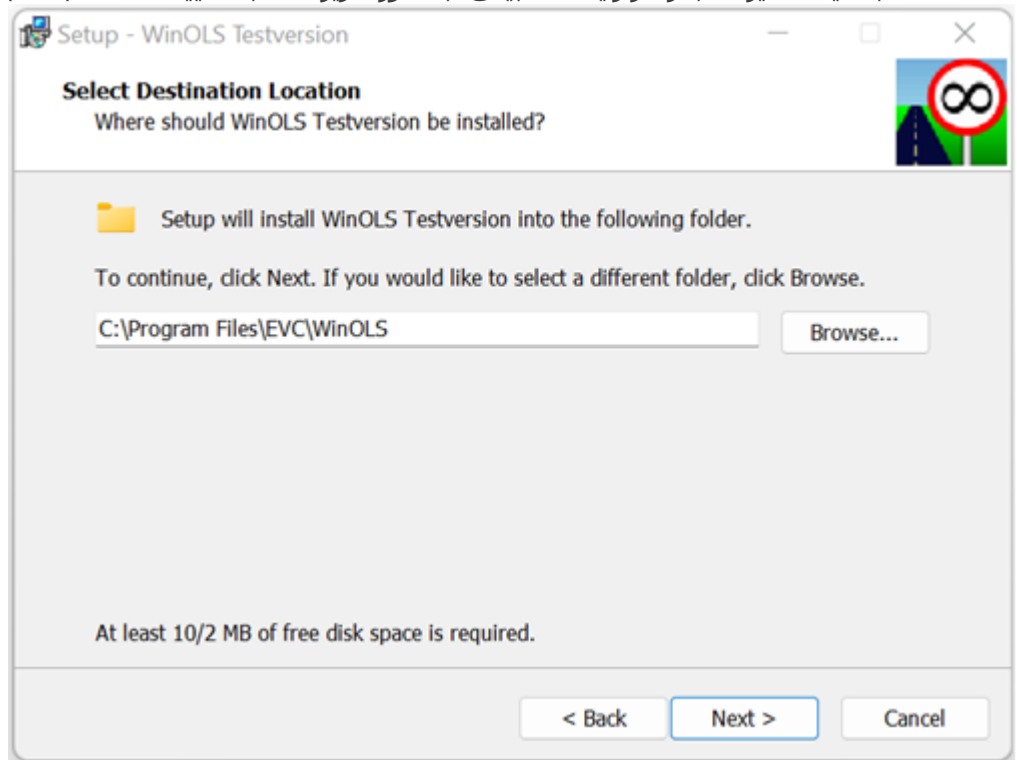 Setup - WinOLS Testversion
Select Destination Location
Where should WinOLS Testversion be installed?
Setup will install WinOLS Testversion into the following folder.
To continue, click Next. If you would like to select a different folder, click Browse.
C:\Program Files\EVC\WinOLS
Browse...
At least 10/2 MB of free disk space is required.
< Back
Next >
Cancel